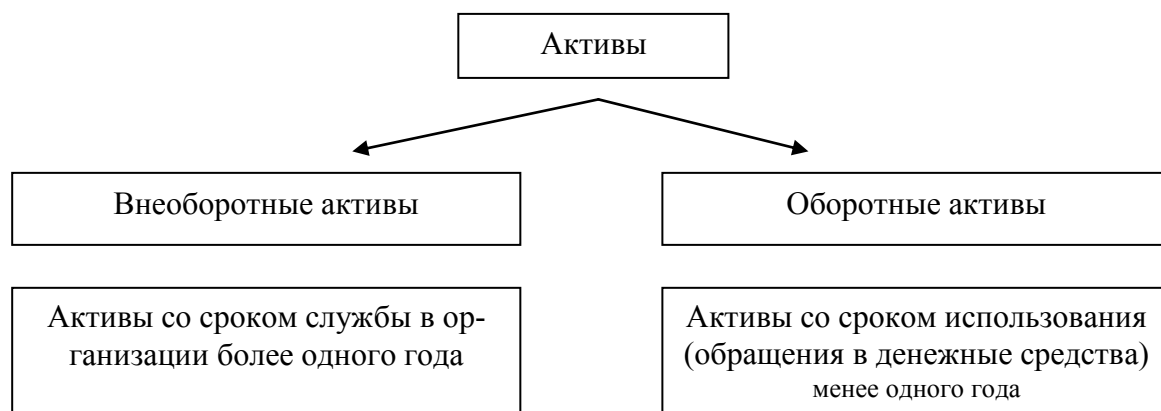 Активы
Внеоборотные активы
Оборотные активы
Активы со сроком службы в ор-
ганизации более одного года
Активы со сроком использования
(обращения в денежные средства)
менее одного года